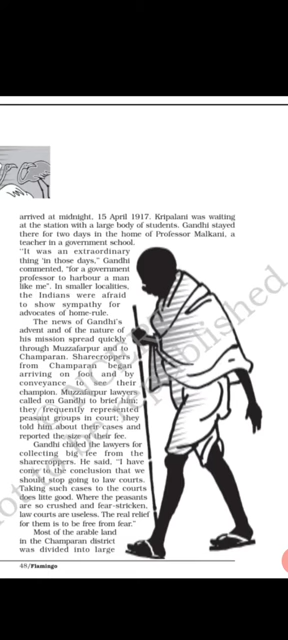 arrived at midnight, 15 April 1917. Kripalani was waiting
at the station with a large body of students. Gandhi stayed
there for two days in the home of Professor Malkani, a
teacher in a government school.
"It was an extraordinary
thing 'in those days," Gandhi
commented, "for a government
professor to harbour a man
like me". In smaller localities,
the Indians were afraid
to show sympathy for
advocates of home-rule.
The news of Gandhi's
advent and of the nature of
his mission spread quickly
through Muzzafarpur and to
Champaran. Sharecroppers
from Champaran began
arriving on foot and by
conveyance to see their
champion. Muzzafarpur lawyers
called on Gandhi to brief him;
they frequently represented
peasant groups in court; they
told him about their cases and
reported the size of their fee.
Gandhi chided the lawyers for
collecting big fee from the
sharecroppers. He said, "I have
come to the conclusion that we
should stop going to law courts.
Taking such cases to the courts
does litte good. Where the peasants
are so crushed and fear-stricken,
law courts are useless. The real relief
for them is to be free from fear."
Most of the arable land
in the Champaran district
was divided into large
48/Flamingo
not to be published